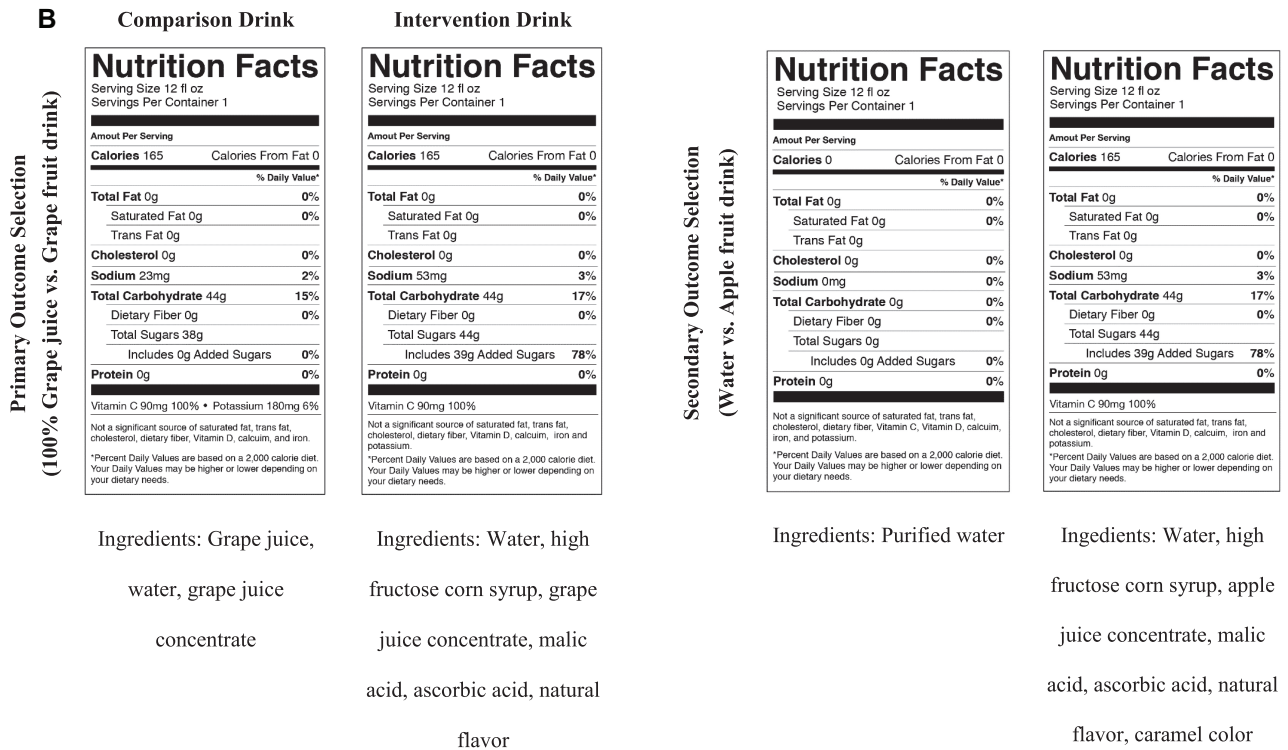 B
Comparison Drink
Intervention Drink
Primary Outcome Selection
(100% Grape juice vs. Grape fruit drink)
Nutrition Facts
Serving Size 12 fl oz
Servings Per Container 1
Amout Per Serving
Calories 165 Calories From Fat 0
% Daily Value*
Total Fat 0g 0%
Saturated Fat 0g 0%
Trans Fat 0g
Cholesterol 0g 0%
Sodium 23mg 2%
Total Carbohydrate 44g 15%
Dietary Fiber 0g 0%
Total Sugars 38g
Includes 0g Added Sugars 0%
Protein 0g 0%
Vitamin C 90mg 100% • Potassium 180mg 6%
Not a significant source of saturated fat, trans fat,
cholesterol, dietary fiber, Vitamin D, calcuim, and iron.
*Percent Daily Values are based on a 2,000 calorie diet.
Your Daily Values may be higher or lower depending on
your dietary needs.
Ingredients: Grape juice,
water, grape juice
concentrate
Nutrition Facts
Serving Size 12 fl oz
Servings Per Container 1
Amout Per Serving
Calories 165 Calories From Fat 0
% Daily Value*
Total Fat 0g 0%
Saturated Fat 0g 0%
Trans Fat 0g
Cholesterol 0g 0%
Sodium 53mg 3%
Total Carbohydrate 44g 17%
Dietary Fiber 0g 0%
Total Sugars 44g
Includes 39g Added Sugars 78%
Protein 0g 0%
Vitamin C 90mg 100%
Not a significant source of saturated fat, trans fat,
cholesterol, dietary fiber, Vitamin D, calcuim, iron and
potassium.
*Percent Daily Values are based on a 2,000 calorie diet.
Your Daily Values may be higher or lower depending on
your dietary needs.
Ingredients: Water, high
fructose corn syrup, grape
juice concentrate, malic
acid, ascorbic acid, natural
flavor
Secondary Outcome Selection
(Water vs. Apple fruit drink)
Nutrition Facts
Serving Size 12 fl oz
Servings Per Container 1
Amout Per Serving
Calories 0 Calories From Fat 0
% Daily Value*
Total Fat 0g 0%
Saturated Fat 0g 0%
Trans Fat 0g
Cholesterol 0g 0%
Sodium 0mg 0%
Total Carbohydrate 0g 0%
Dietary Fiber 0g 0%
Total Sugars 0g
Includes 0g Added Sugars 0%
Protein 0g 0%
Not a significant source of saturated fat, trans fat,
cholesterol, dietary fiber, Vitamin C, Vitamin D, calcuim,
iron, and potassium.
*Percent Daily Values are based on a 2,000 calorie diet.
Your Daily Values may be higher or lower depending on
your dietary needs.
Ingredients: Purified water
Nutrition Facts
Serving Size 12 fl oz
Servings Per Container 1
Amout Per Serving
Calories 165 Calories From Fat 0
% Daily Value*
Total Fat 0g 0%
Saturated Fat 0g 0%
Trans Fat 0g
Cholesterol 0g 0%
Sodium 53mg 3%
Total Carbohydrate 44g 17%
Dietary Fiber 0g 0%
Total Sugars 44g
Includes 39g Added Sugars 78%
Protein 0g 0%
Vitamin C 90mg 100%
Not a significant source of saturated fat, trans fat,
cholesterol, dietary fiber, Vitamin D, calcuim, iron and
potassium.
*Percent Daily Values are based on a 2,000 calorie diet.
Your Daily Values may be higher or lower depending on
your dietary needs.
Ingedients: Water, high
fructose corn syrup, apple
juice concentrate, malic
acid, ascorbic acid, natural
flavor, caramel color